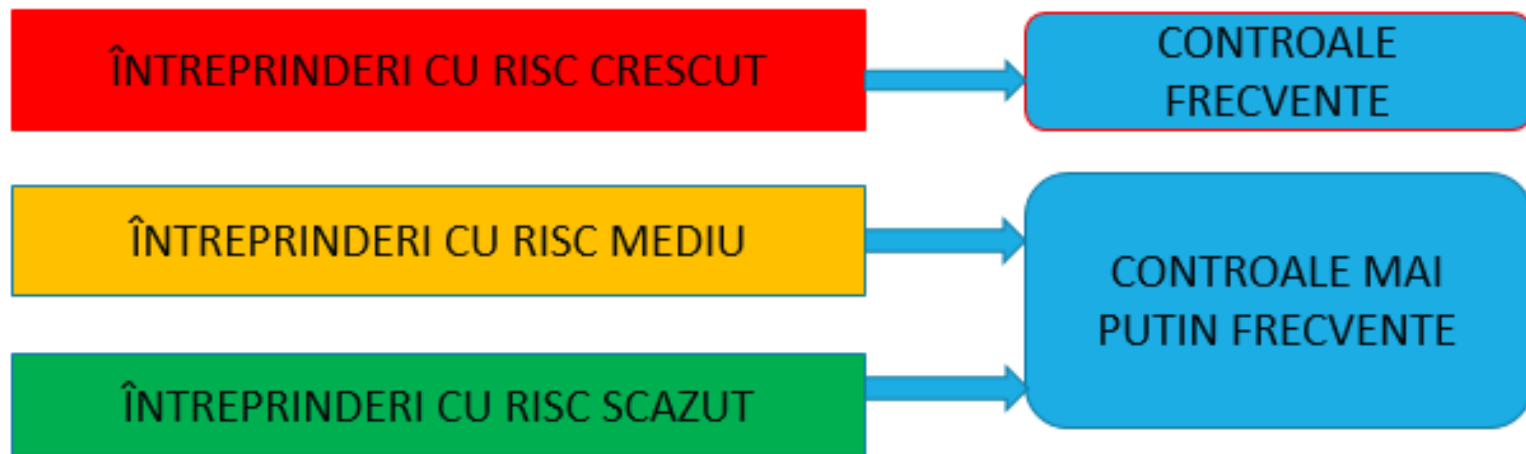 ÎNTREPRINDERI CU RISC CRESCUT
CONTROALE
FRECVENTE
ÎNTREPRINDERI CU RISC MEDIU
CONTROALE MAI
PUTIN FRECVENTE
ÎNTREPRINDERI CU RISC SCAZUT